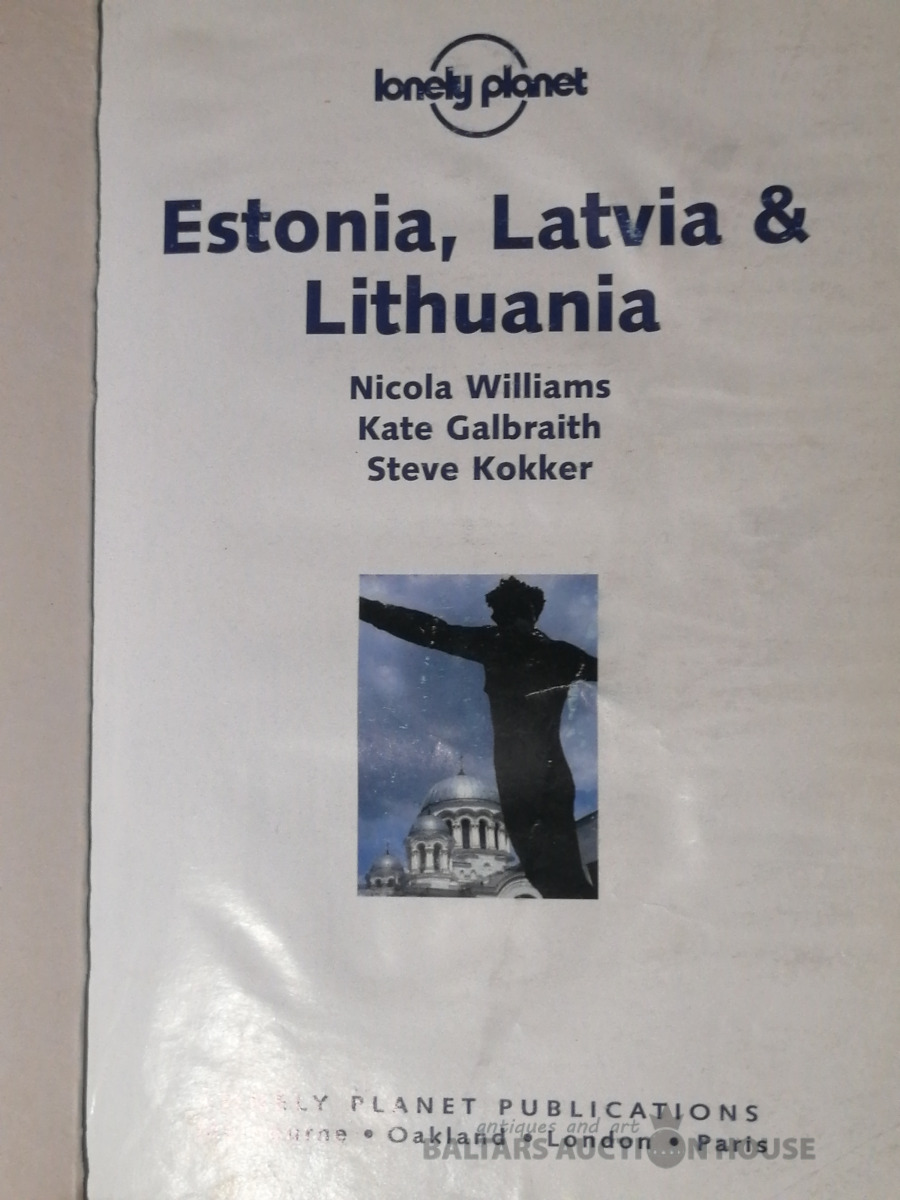 lonely planet
Estonia, Latvia &
Lithuania
Nicola Williams
Kate Galbraith
Steve Kokker
PLANET PUBLICATIONS
• Oakland • London • Paris
antiques and art
BALTARS AUCTION HOUSE